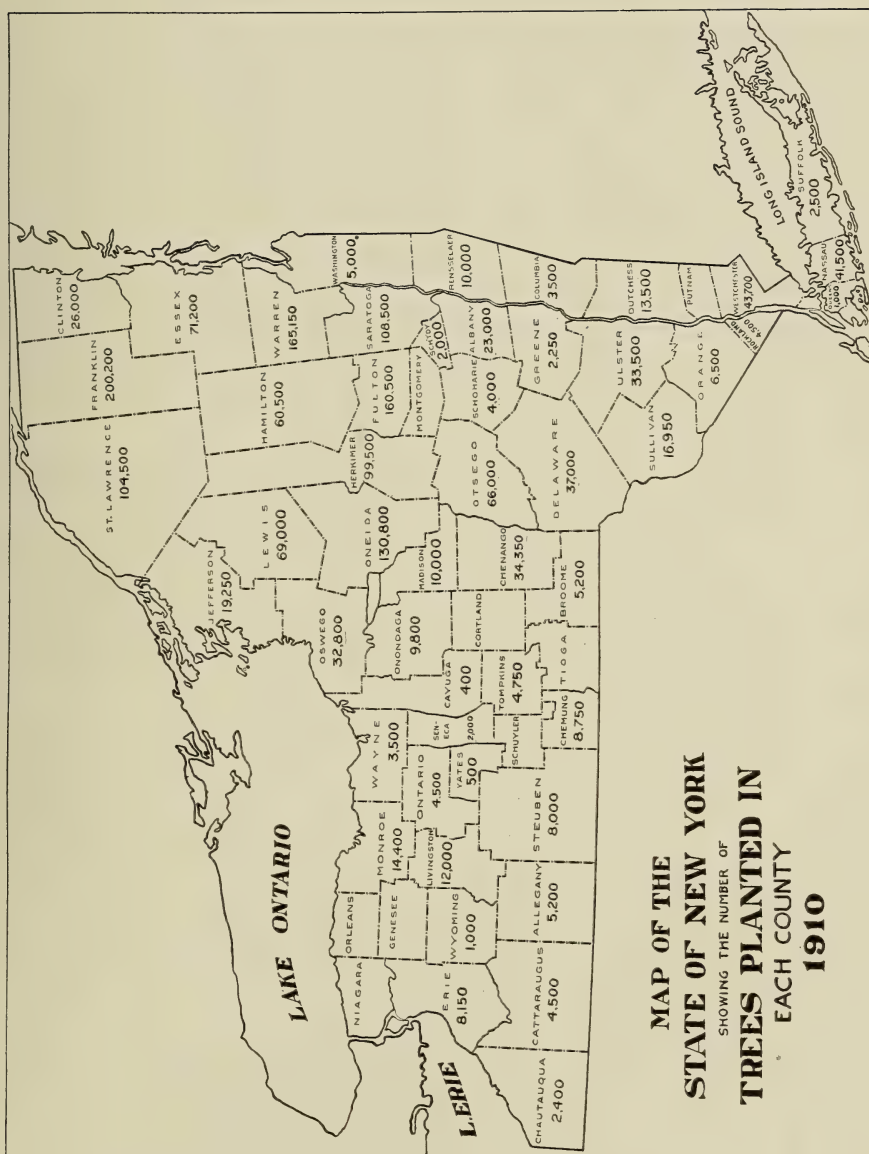 CLINTON
26,000
FRANKLIN
200,200
ST. LAWRENCE
104,500
ESSEX
71,200
WARREN
165,150
HAMILTON
60,500
WASHINGTON
5,000
SARATOGA
108,500
FULTON
160,500
HERKIMER
99,500
LEWIS
69,000
JEFFERSON
19,250
OSWEGO
32,800
ONEIDA
130,800
MONTGOMERY
SCH'TDY
2,000
RENSSELAER
10,000
ALBANY
23,000
SCHOHARIE
4,000
OTSEGO
66,000
MADISON
10,000
ONONDAGA
9,800
CAYUGA
400
CORTLAND
CHENANGO
34,350
COLUMBIA
3500
GREENE
2,250
DELAWARE
37,000
ULSTER
33,500
DUTCHESS
13,500
SULLIVAN
16,950
ORANGE
6,500
PUTNAM
WESTCHESTER
43,700
ROCKLAND
4,500
LONG ISLAND SOUND
SUFFOLK
2,500
NASSAU
41,500
1,000
BROOME
5,200
TIOGA
TOMPKINS
4,750
CHEMUNG
8,750
SCHUYLER
SEN-
ECA
2,000
WAYNE
3,500
ONTARIO
4,500
YATES
500
STEUBEN
8,000
MONROE
14,400
LIVINGSTON
12,000
ORLEANS
GENESEE
WYOMING
1,000
ALLEGANY
5,200
NIAGARA
ERIE
8,150
CATTARAUGUS
4,500
CHAUTAUQUA
2,400
LAKE ONTARIO
L.ERIE
MAP OF THE
STATE OF NEW YORK
SHOWING THE NUMBER OF
TREES PLANTED IN
EACH COUNTY
1910